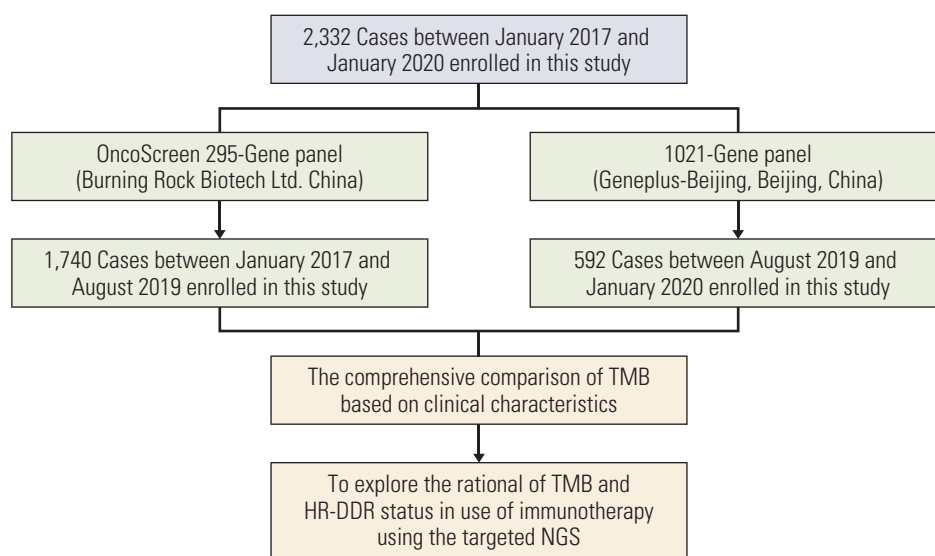 2,332 Cases between January 2017 and
January 2020 enrolled in this study
OncoScreen 295-Gene panel
(Burning Rock Biotech Ltd. China)
1021-Gene panel
(Geneplus-Beijing, Beijing, China)
1,740 Cases between January 2017 and
August 2019 enrolled in this study
592 Cases between August 2019 and
January 2020 enrolled in this study
The comprehensive comparison of TMB
based on clinical characteristics
To explore the rational of TMB and
HR-DDR status in use of immunotherapy
using the targeted NGS